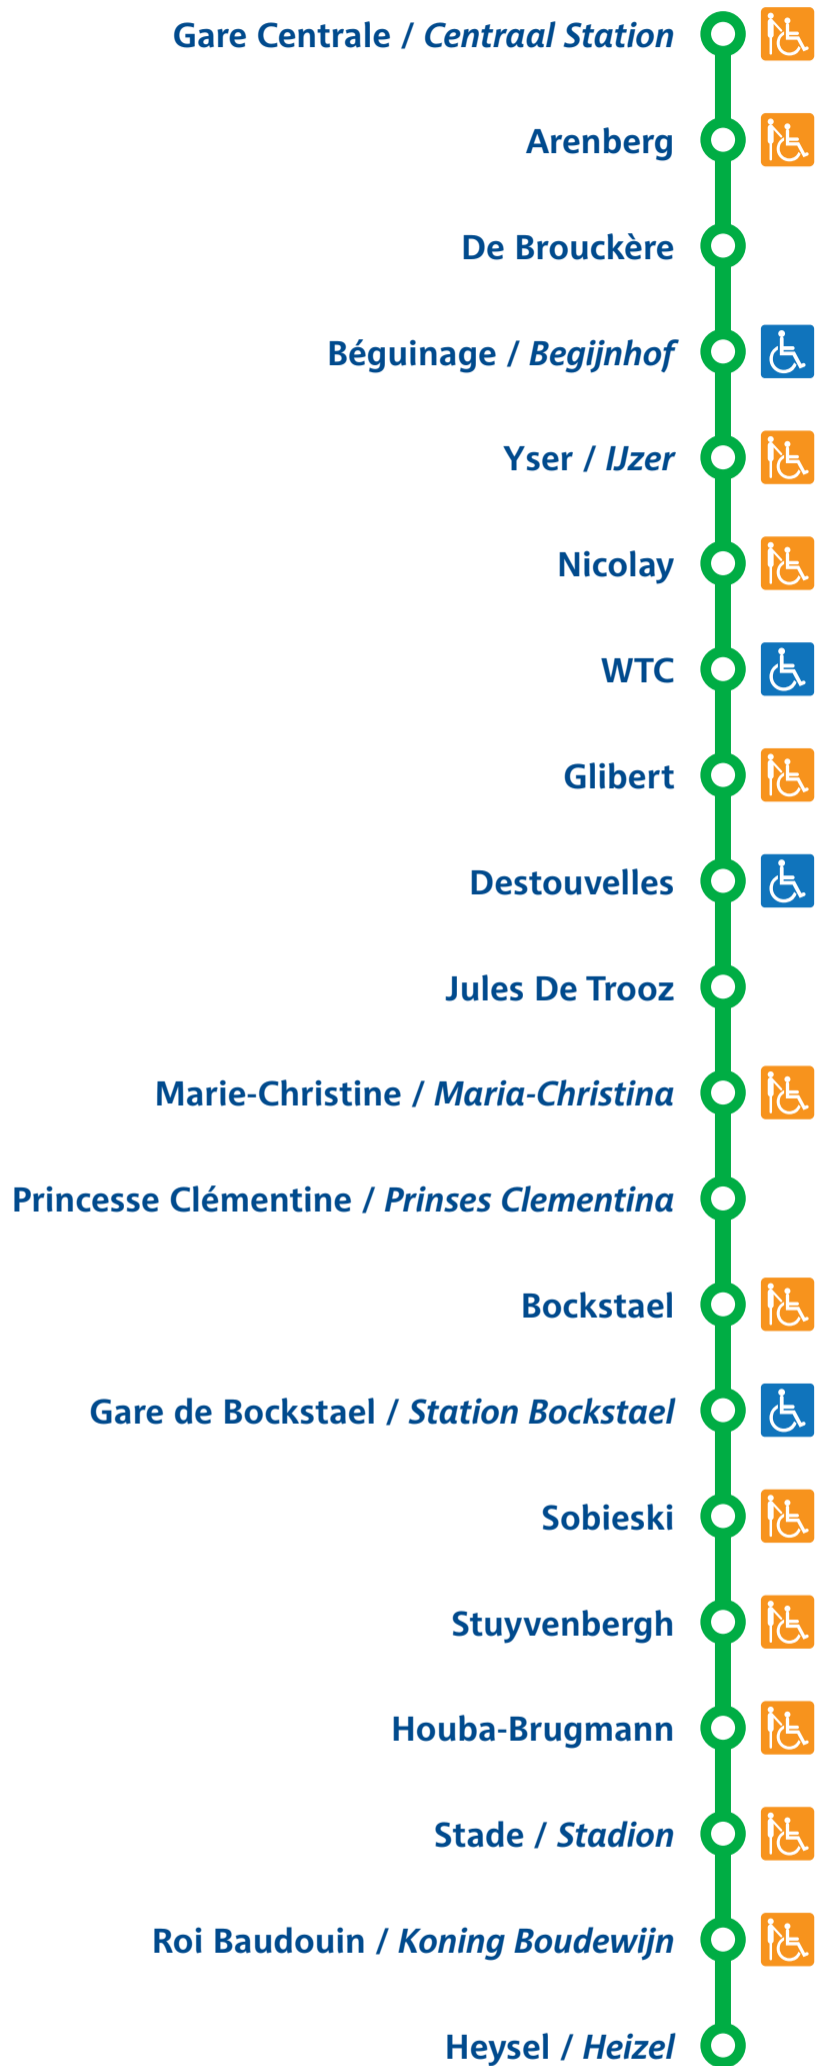 Gare Centrale / Centraal Station
Arenberg
De Brouckère
Béguinage / Begijnhof
Yser / IJzer
Nicolay
WTC
Glibert
Destouvelles
Jules De Trooz
Marie-Christine / Maria-Christina
Princesse Clémentine / Prinses Clementina
Bockstael
Gare de Bockstael / Station Bockstael
Sobieski
Stuyvenbergh
Houba-Brugmann
Stade / Stadion
Roi Baudouin / Koning Boudewijn
Heysel / Heizel